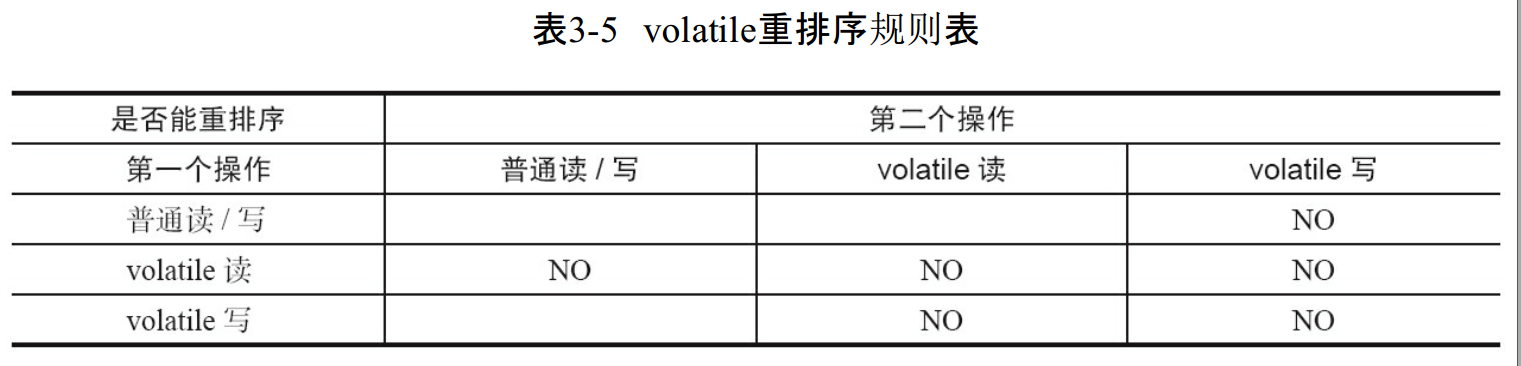 表3-5 volatile重排序规则表
是否能重排序 第二个操作
第一个操作 普通读 / 写 volatile 读 volatile 写
普通读 / 写 NO
volatile 读 NO NO NO
volatile 写 NO NO